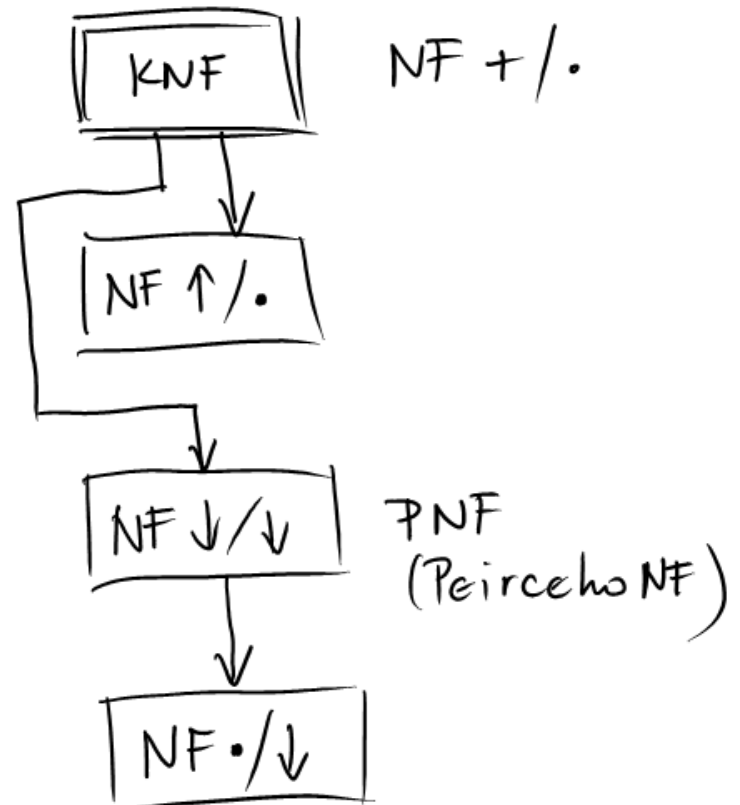 KNF NF + / •
NF ↑ / •
NF ↓ / ↓ PNF
(Peirceho NF)
NF • / ↓